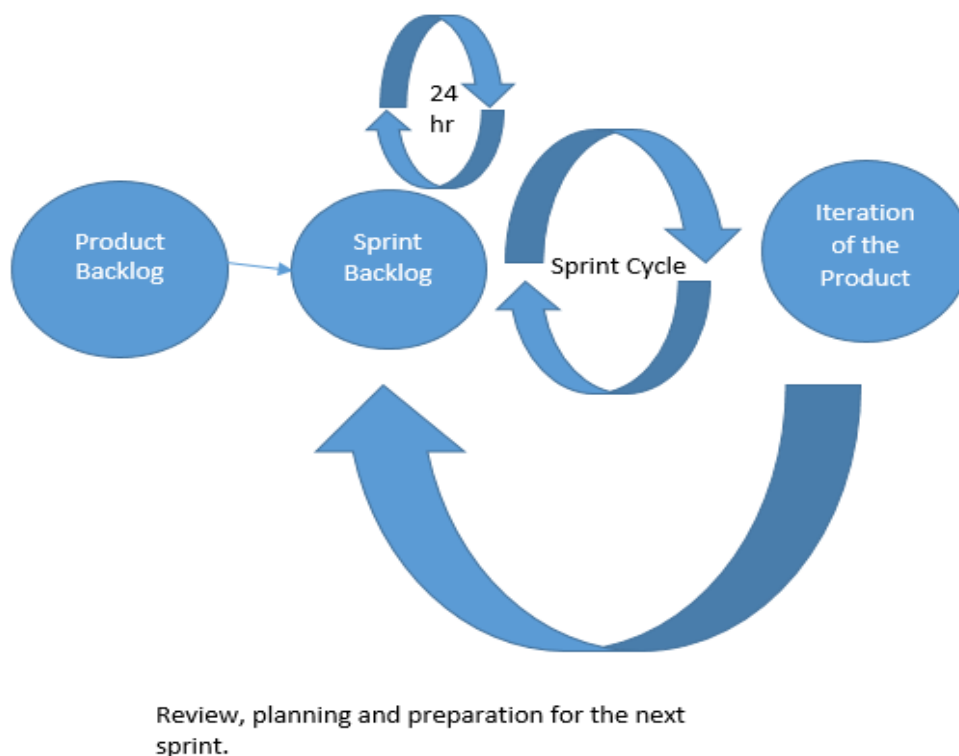 24
hr
Product
Backlog
Sprint
Backlog
Sprint Cycle
Iteration
of the
Product
Review, planning and preparation for the next
sprint.